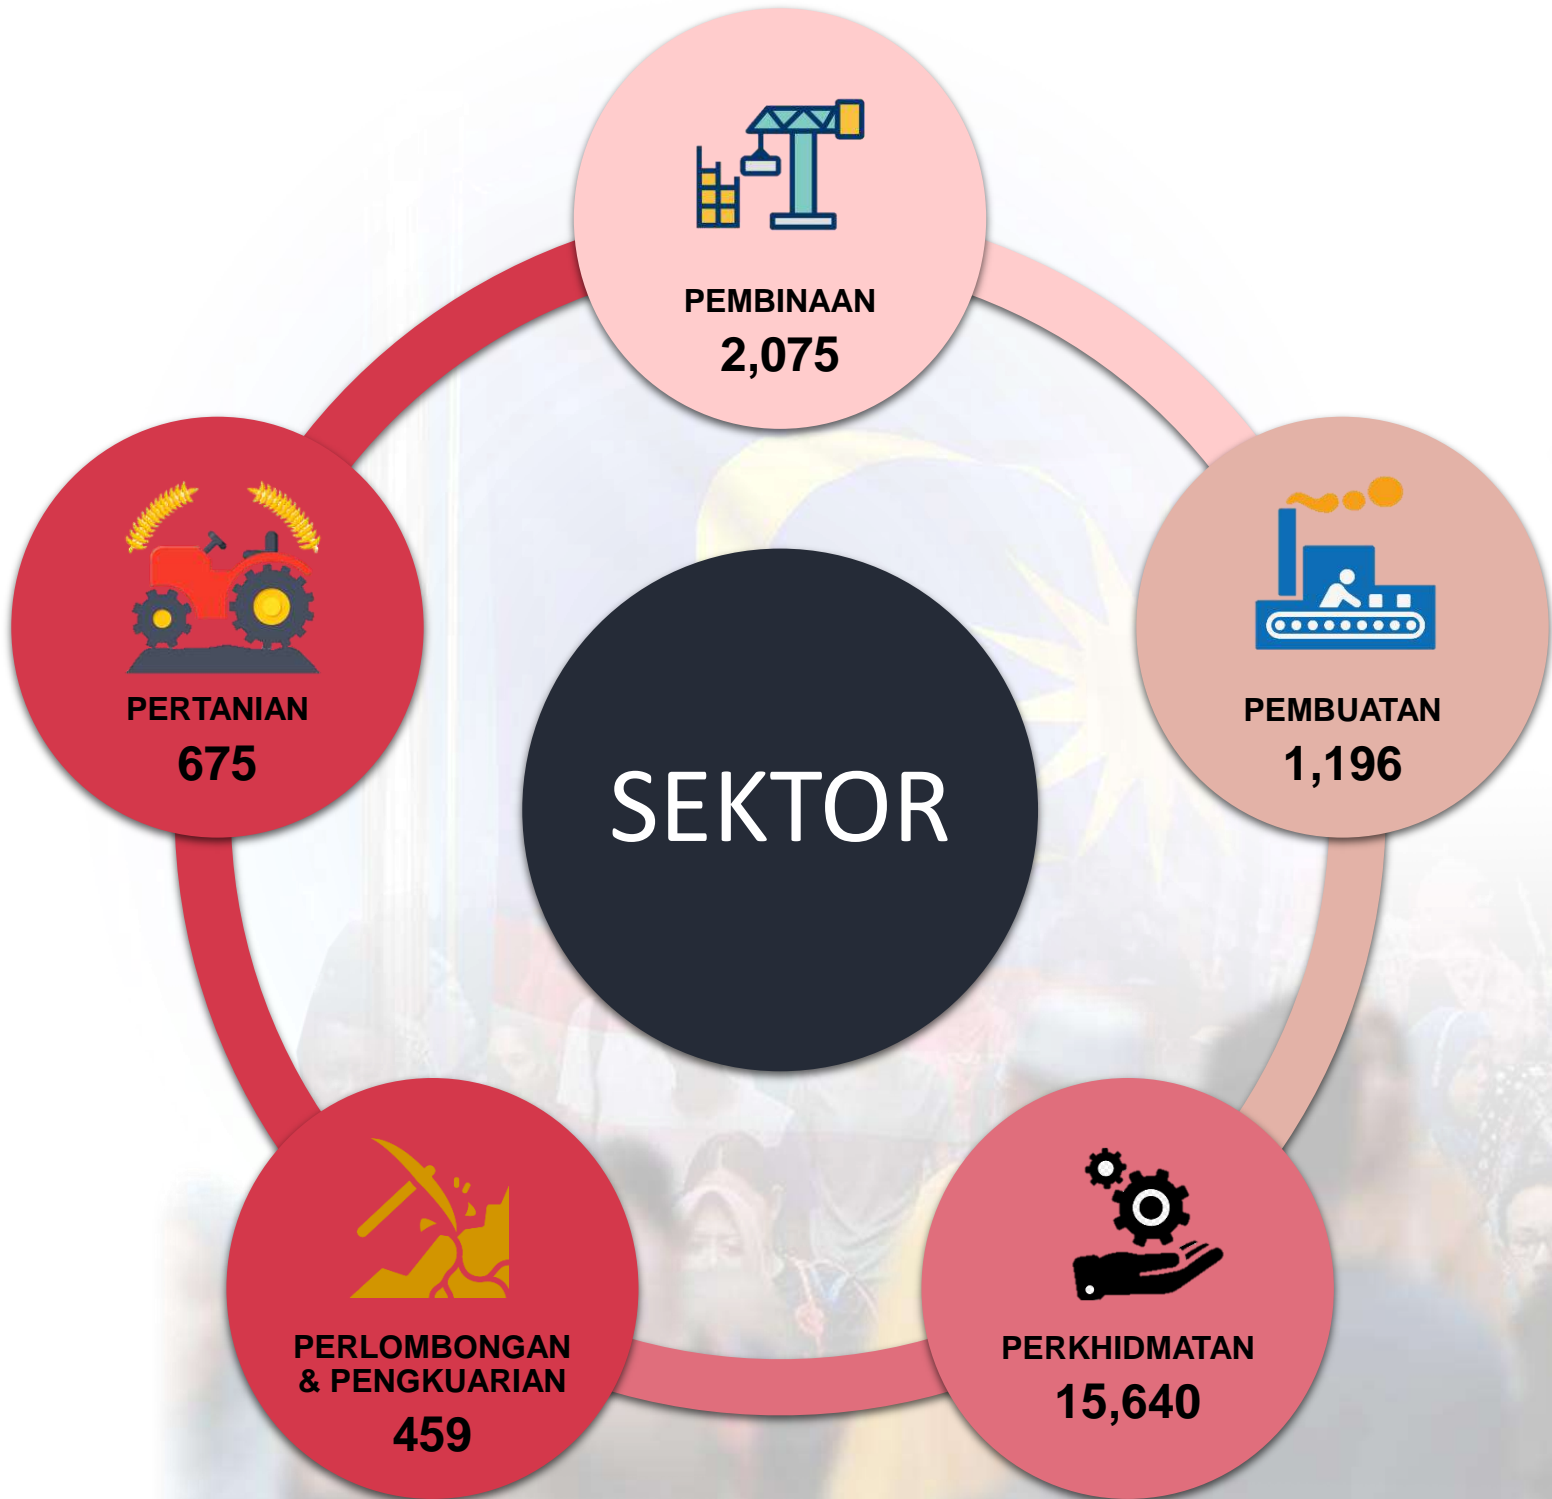 PEMBINAAN
2,075
PERTANIAN
675
PEMBUATAN
1,196
SEKTOR
PERLOMBONGAN
& PENGKUARIAN
459
PERKHIDMATAN
15,640